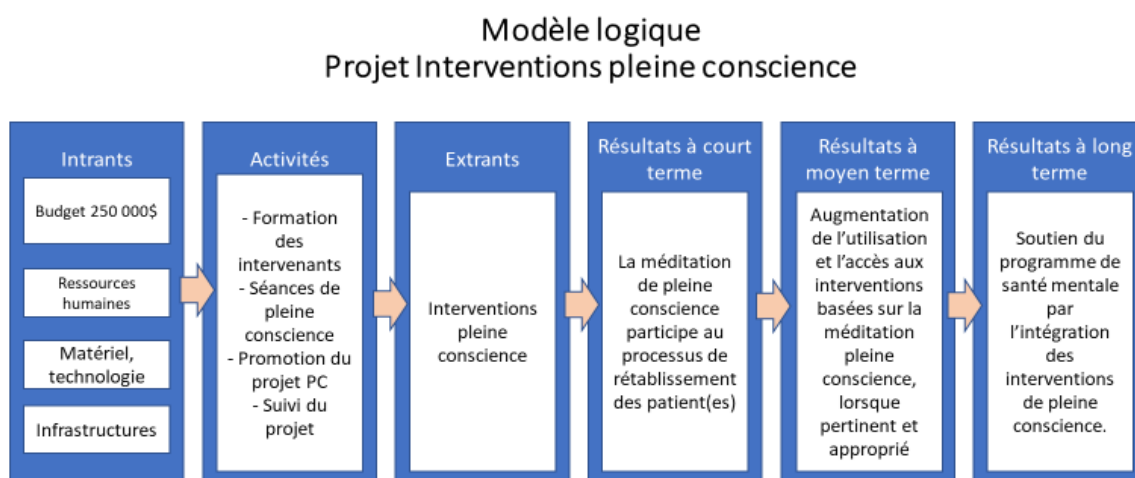 Modèle logique
Projet Interventions pleine conscience
Intrants
Budget 250 000$
Ressources
humaines
Matériel,
technologie
Infrastructures
Activités
- Formation
des
intervenants
- Séances de
pleine
conscience
- Promotion du
projet PC
- Suivi du
projet
Extrants
Interventions
pleine
conscience
Résultats à court
terme
La méditation
de pleine
conscience
participe au
processus de
rétablissement
des patient(es)
Résultats à
moyen terme
Augmentation
de l’utilisation
et l’accès aux
interventions
basées sur la
méditation
pleine
conscience,
lorsque
pertinent et
approprié
Résultats à long
terme
Soutien du
programme de
santé mentale
par
l’intégration
des
interventions
de pleine
conscience.